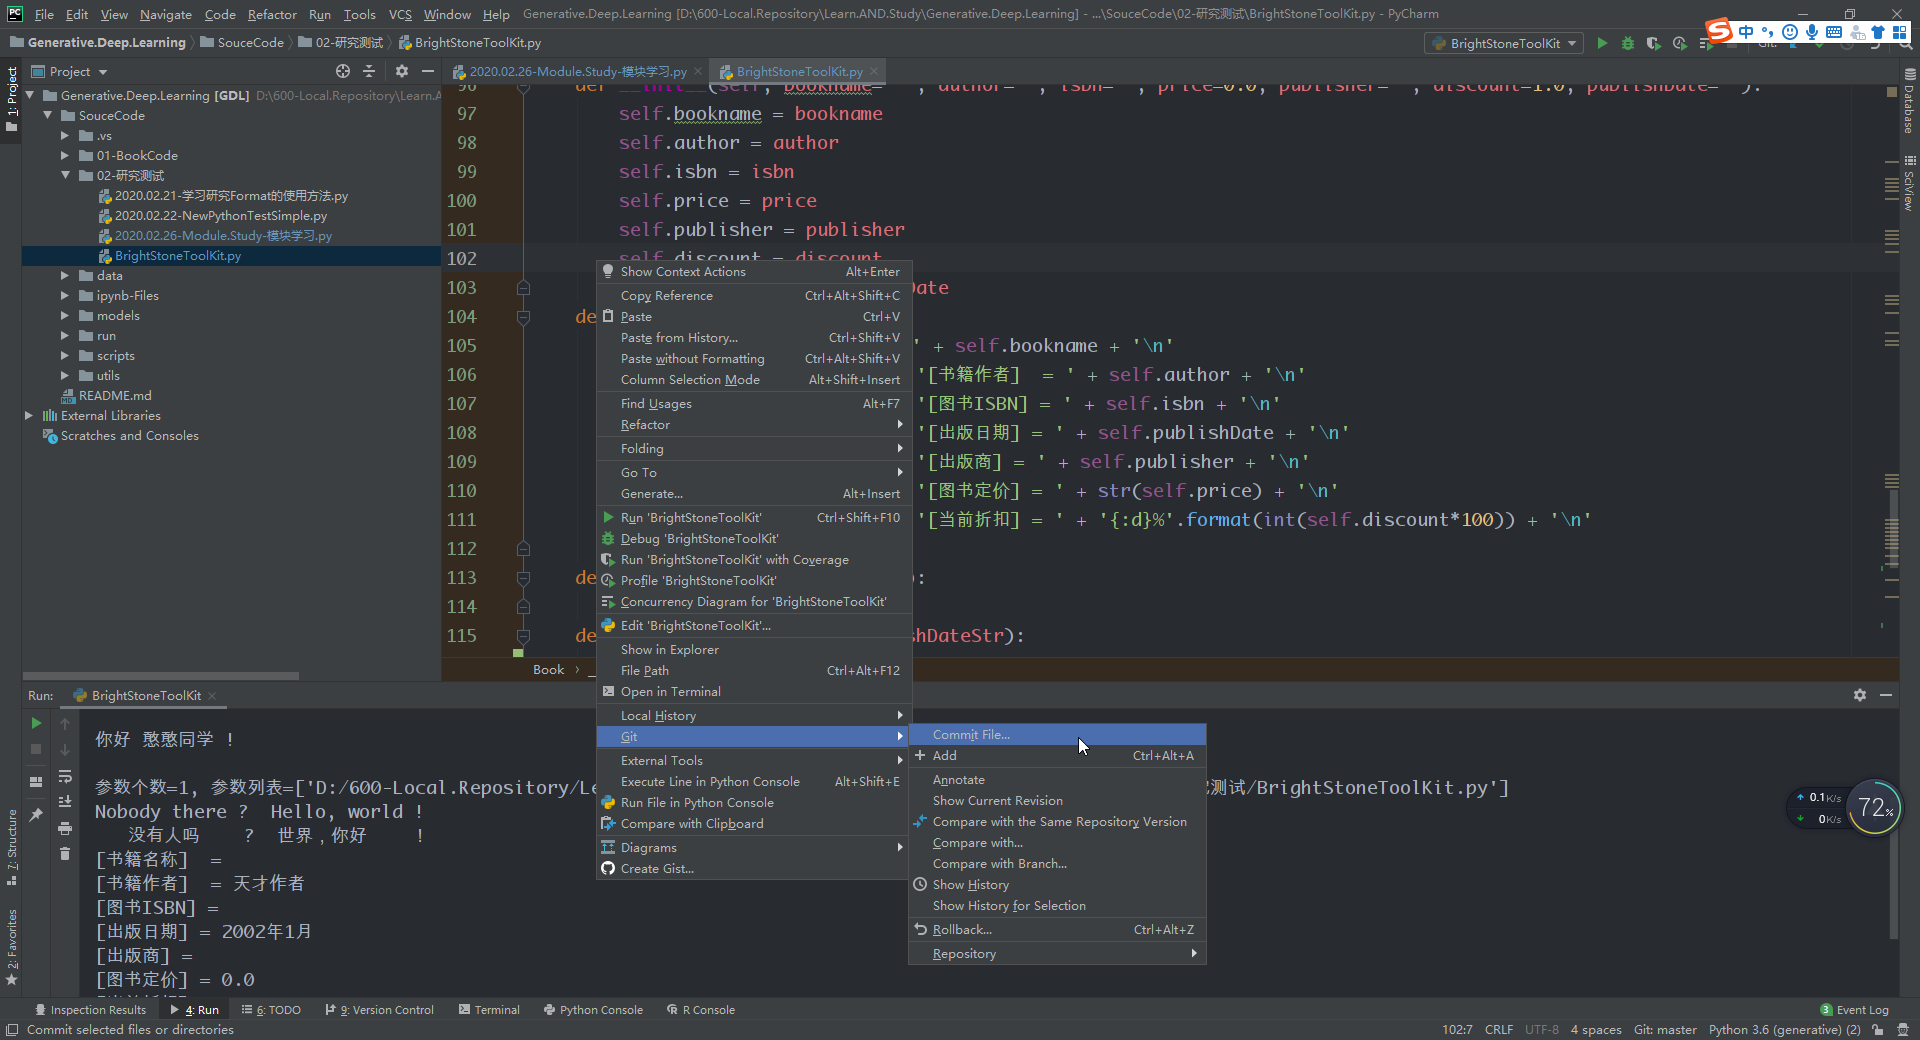 File Edit View Navigate Code Refactor Run Tools VCS Window Help Generative.Deep.Learning [D:\600-Local.Repository\Learn.AND.Study\Generative.Deep.Learning] - ...\SouceCode\02-研究测试\BrightStoneToolKit.py - PyCharm
Generative.Deep.Learning SouceCode 02-研究测试 BrightStoneToolKit.py
BrightStoneToolKit
中
Project
2020.02.26-Module.Study-模块学习.py
BrightStoneToolKit.py
1: Project
7: Structure
2: Favorites
Database
SciView
Generative.Deep.Learning [GDL] D:\600-Local.Repository\Learn.A
SouceCode
.vs
01-BookCode
02-研究测试
2020.02.21-学习研究Format的使用方法.py
2020.02.22-NewPythonTestSimple.py
2020.02.26-Module.Study-模块学习.py
BrightStoneToolKit.py
data
ipynb-Files
models
run
scripts
utils
README.md
External Libraries
Scratches and Consoles
96 def __init__(self, bookname='', author='', isbn='', price=0.0, publisher='', discount=1.0, publishDate=''):
97 self.bookname = bookname
98 self.author = author
99 self.isbn = isbn
100 self.price = price
101 self.publisher = publisher
102 self.discount = discount
103 Date
104 de
105 ' + self.bookname + '\n'
106 '[书籍作者]  = ' + self.author + '\n'
107 '[图书ISBN] = ' + self.isbn + '\n'
108 '[出版日期] = ' + self.publishDate + '\n'
109 '[出版商] = ' + self.publisher + '\n'
110 '[图书定价] = ' + str(self.price) + '\n'
111 '[当前折扣] = ' + '{:d}%'.format(int(self.discount*100)) + '\n'
112
113 de ):
114
115 de shDateStr):
Book
Show Context Actions Alt+Enter
Copy Reference Ctrl+Alt+Shift+C
Paste Ctrl+V
Paste from History... Ctrl+Shift+V
Paste without Formatting Ctrl+Alt+Shift+V
Column Selection Mode Alt+Shift+Insert
Find Usages Alt+F7
Refactor
Folding
Go To
Generate... Alt+Insert
Run 'BrightStoneToolKit' Ctrl+Shift+F10
Debug 'BrightStoneToolKit'
Run 'BrightStoneToolKit' with Coverage
Profile 'BrightStoneToolKit'
Concurrency Diagram for 'BrightStoneToolKit'
Edit 'BrightStoneToolKit'...
Show in Explorer
File Path Ctrl+Alt+F12
Open in Terminal
Local History
Git
External Tools
Execute Line in Python Console Alt+Shift+E
Run File in Python Console
Compare with Clipboard
Diagrams
Create Gist...
Commit File...
Add Ctrl+Alt+A
Annotate
Show Current Revision
Compare with the Same Repository Version
Compare with...
Compare with Branch...
Show History
Show History for Selection
Rollback... Ctrl+Alt+Z
Repository
Run: BrightStoneToolKit
你好 憨憨同学 !
参数个数=1, 参数列表=['D:/600-Local.Repository/Le 测试/BrightStoneToolKit.py']
Nobody there ?  Hello, world !
没有人吗 ? 世界，你好 !
[书籍名称]  =
[书籍作者]  = 天才作者
[图书ISBN] =
[出版日期] = 2002年1月
[出版商] =
[图书定价] = 0.0
0.1K/s
0K/s
72%
Inspection Results 4: Run 6: TODO 9: Version Control Terminal Python Console R Console 3 Event Log
Commit selected files or directories 102:7 CRLF UTF-8 4 spaces Git: master Python 3.6 (generative) (2)